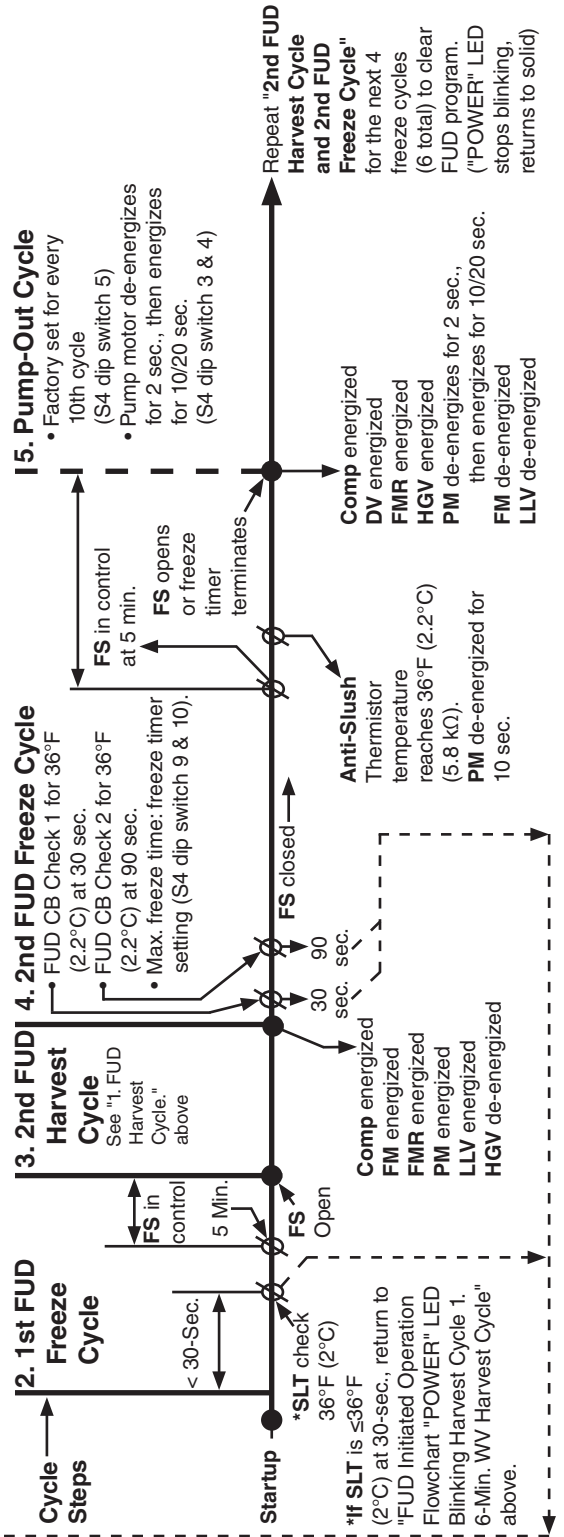 Cycle
Steps
Startup
2. 1st FUD
Freeze
Cycle
< 30-Sec.
*SLT check
36°F (2°C)
*If SLT is ≤36°F
(2°C) at 30-sec., return to
"FUD Initiated Operation
Flowchart "POWER" LED
Blinking Harvest Cycle 1.
6-Min. WV Harvest Cycle"
above.
FS in
control
5 Min.
FS
Open
3. 2nd FUD
Harvest
Cycle
See "1. FUD
Harvest
Cycle."
above
4. 2nd FUD Freeze Cycle
• FUD CB Check 1 for 36°F
(2.2°C) at 30 sec.
• FUD CB Check 2 for 36°F
(2.2°C) at 90 sec.
• Max. freeze time: freeze timer
setting (S4 dip switch 9 & 10).
30
sec.
90
sec.
FS closed
Comp energized
FM energized
FMR energized
PM energized
LLV energized
HGV de-energized
FS in control
at 5 min.
Anti-Slush
Thermistor
temperature
reaches 36°F (2.2°C)
(5.8 kΩ).
PM de-energized for
10 sec.
FS opens
or freeze
timer
terminates
5. Pump-Out Cycle
• Factory set for every
10th cycle
(S4 dip switch 5)
• Pump motor de-energizes
for 2 sec., then energizes
for 10/20 sec.
(S4 dip switch 3 & 4)
Comp energized
DV energized
FMR energized
HGV energized
PM de-energizes for 2 sec.,
then energizes for 10/20 sec.
FM de-energized
LLV de-energized
Repeat "2nd FUD
Harvest Cycle
and 2nd FUD
Freeze Cycle"
for the next 4
freeze cycles
(6 total) to clear
FUD program.
("POWER" LED
stops blinking,
returns to solid)